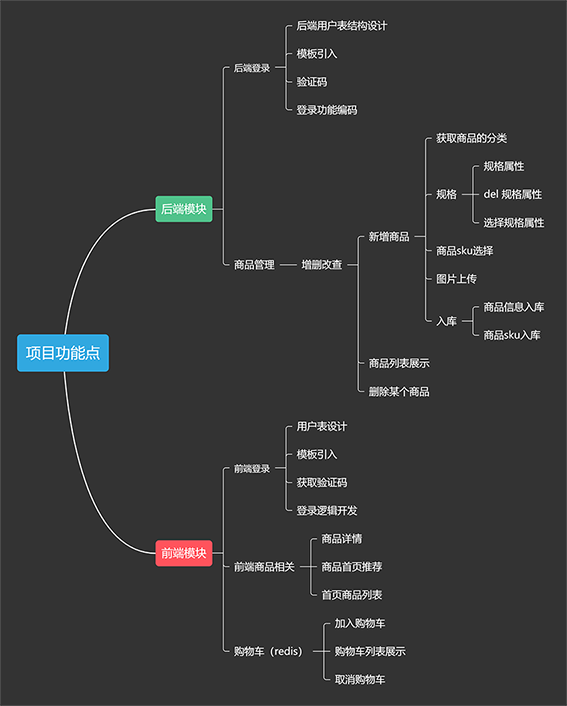 项目功能点
后端模块
后端登录
后端用户表结构设计
模板引入
验证码
登录功能编码
商品管理
增删改查
新增商品
获取商品的分类
规格
规格属性
del 规格属性
选择规格属性
商品sku选择
图片上传
入库
商品信息入库
商品sku入库
商品列表展示
删除某个商品
前端模块
前端登录
用户表设计
模板引入
获取验证码
登录逻辑开发
前端商品相关
商品详情
商品首页推荐
首页商品列表
购物车（redis）
加入购物车
购物车列表展示
取消购物车